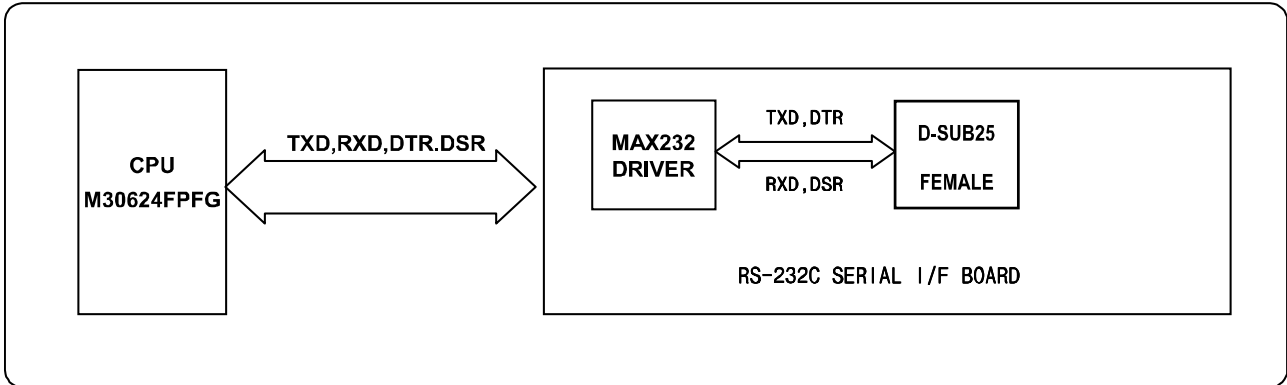 CPU
M30624FPFG
TXD,RXD,DTR.DSR
MAX232
DRIVER
TXD,DTR
RXD,DSR
D-SUB25
FEMALE
RS-232C SERIAL I/F BOARD